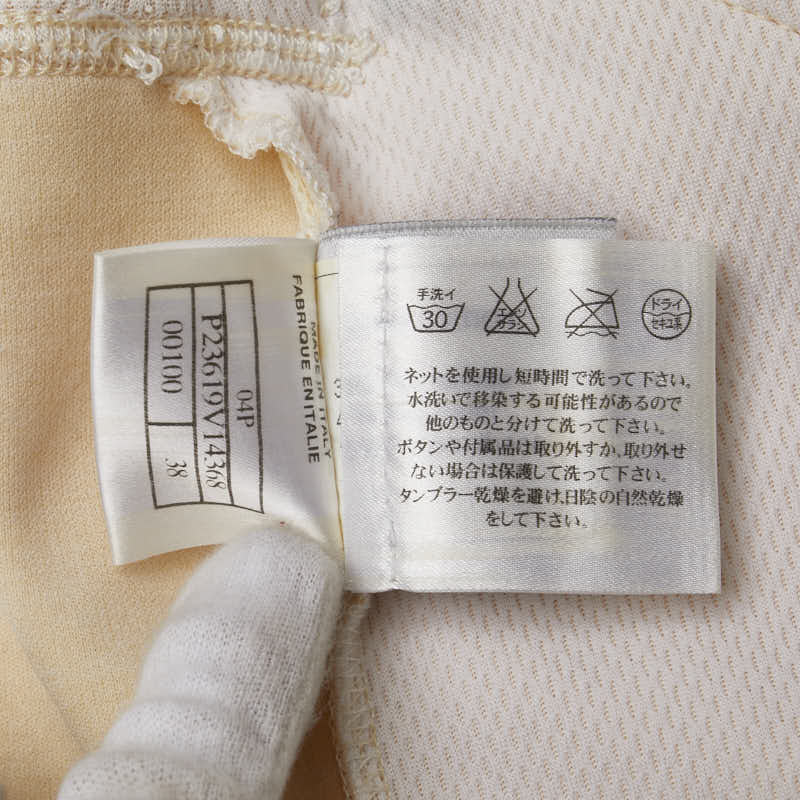 04P
P23619V14368
00100
38
MADE IN ITALY
FABRIQUE EN ITALIE
手洗イ
30
エンソ
サラシ
ドライ
セキユ系
ネットを使用し短時間で洗って下さい。
水洗いで移染する可能性があるので
他のものと分けて洗って下さい。
ボタンや付属品は取り外すか、取り外せ
ない場合は保護して洗って下さい。
タンブラー乾燥を避け、日陰の自然乾燥
をして下さい。